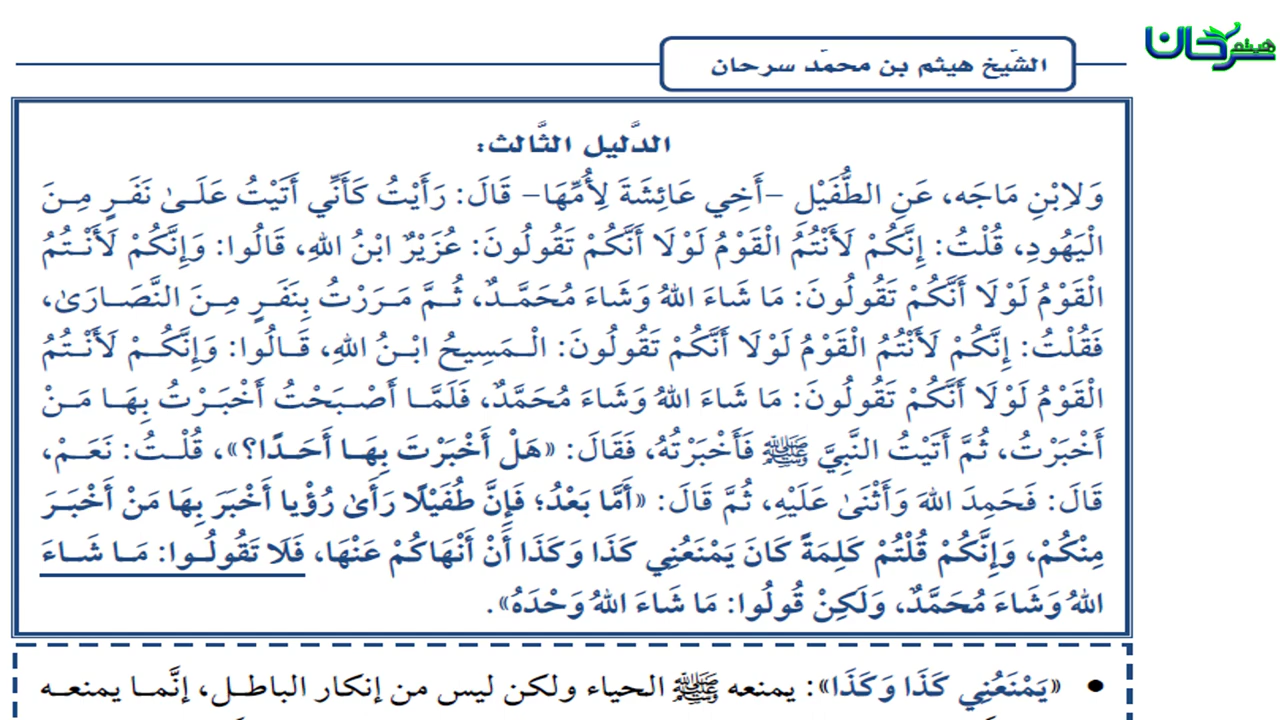 هيثم سرحان
الشيخ هيثم بن محمد سرحان
الدَّليل الثَّالث:
وَلِابْنِ مَاجَه، عَنِ الطُّفَيْلِ –أَخِي عَائِشَةَ لِأُمِّهَا– قَالَ: رَأَيْتُ كَأَنِّي أَتَيْتُ عَلَىٰ نَفَرٍ مِنَ
الْيَهُودِ، قُلْتُ: إِنَّكُمْ لَأَنْتُمُ الْقَوْمُ لَوْلَا أَنَّكُمْ تَقُولُونَ: عُزَيْرٌ ابْنُ اللهِ، قَالُوا: وَإِنَّكُمْ لَأَنْتُمُ
الْقَوْمُ لَوْلَا أَنَّكُمْ تَقُولُونَ: مَا شَاءَ اللهُ وَشَاءَ مُحَمَّدٌ، ثُمَّ مَرَرْتُ بِنَفَرٍ مِنَ النَّصَارَىٰ،
فَقُلْتُ: إِنَّكُمْ لَأَنْتُمُ الْقَوْمُ لَوْلَا أَنَّكُمْ تَقُولُونَ: الْمَسِيحُ ابْنُ اللهِ، قَالُوا: وَإِنَّكُمْ لَأَنْتُمُ
الْقَوْمُ لَوْلَا أَنَّكُمْ تَقُولُونَ: مَا شَاءَ اللهُ وَشَاءَ مُحَمَّدٌ، فَلَمَّا أَصْبَحْتُ أَخْبَرْتُ بِهَا مَنْ
أَخْبَرْتُ، ثُمَّ أَتَيْتُ النَّبِيَّ ﷺ فَأَخْبَرْتُهُ، فَقَالَ: «هَلْ أَخْبَرْتَ بِهَا أَحَدًا؟»، قُلْتُ: نَعَمْ،
قَالَ: فَحَمِدَ اللهَ وَأَثْنَىٰ عَلَيْهِ، ثُمَّ قَالَ: «أَمَّا بَعْدُ؛ فَإِنَّ طُفَيْلًا رَأَىٰ رُؤْيا أَخْبَرَ بِهَا مَنْ أَخْبَرَ
مِنْكُمْ، وَإِنَّكُمْ قُلْتُمْ كَلِمَةً كَانَ يَمْنَعُنِي كَذَا وَكَذَا أَنْ أَنْهَاكُمْ عَنْهَا، فَلَا تَقُولُوا: مَا شَاءَ
اللهُ وَشَاءَ مُحَمَّدٌ، وَلَكِنْ قُولُوا: مَا شَاءَ اللهُ وَحْدَهُ».
• «يَمْنَعُنِي كَذَا وَكَذَا»: يمنعه ﷺ الحياء ولكن ليس من إنكار الباطل، إنَّما يمنعه